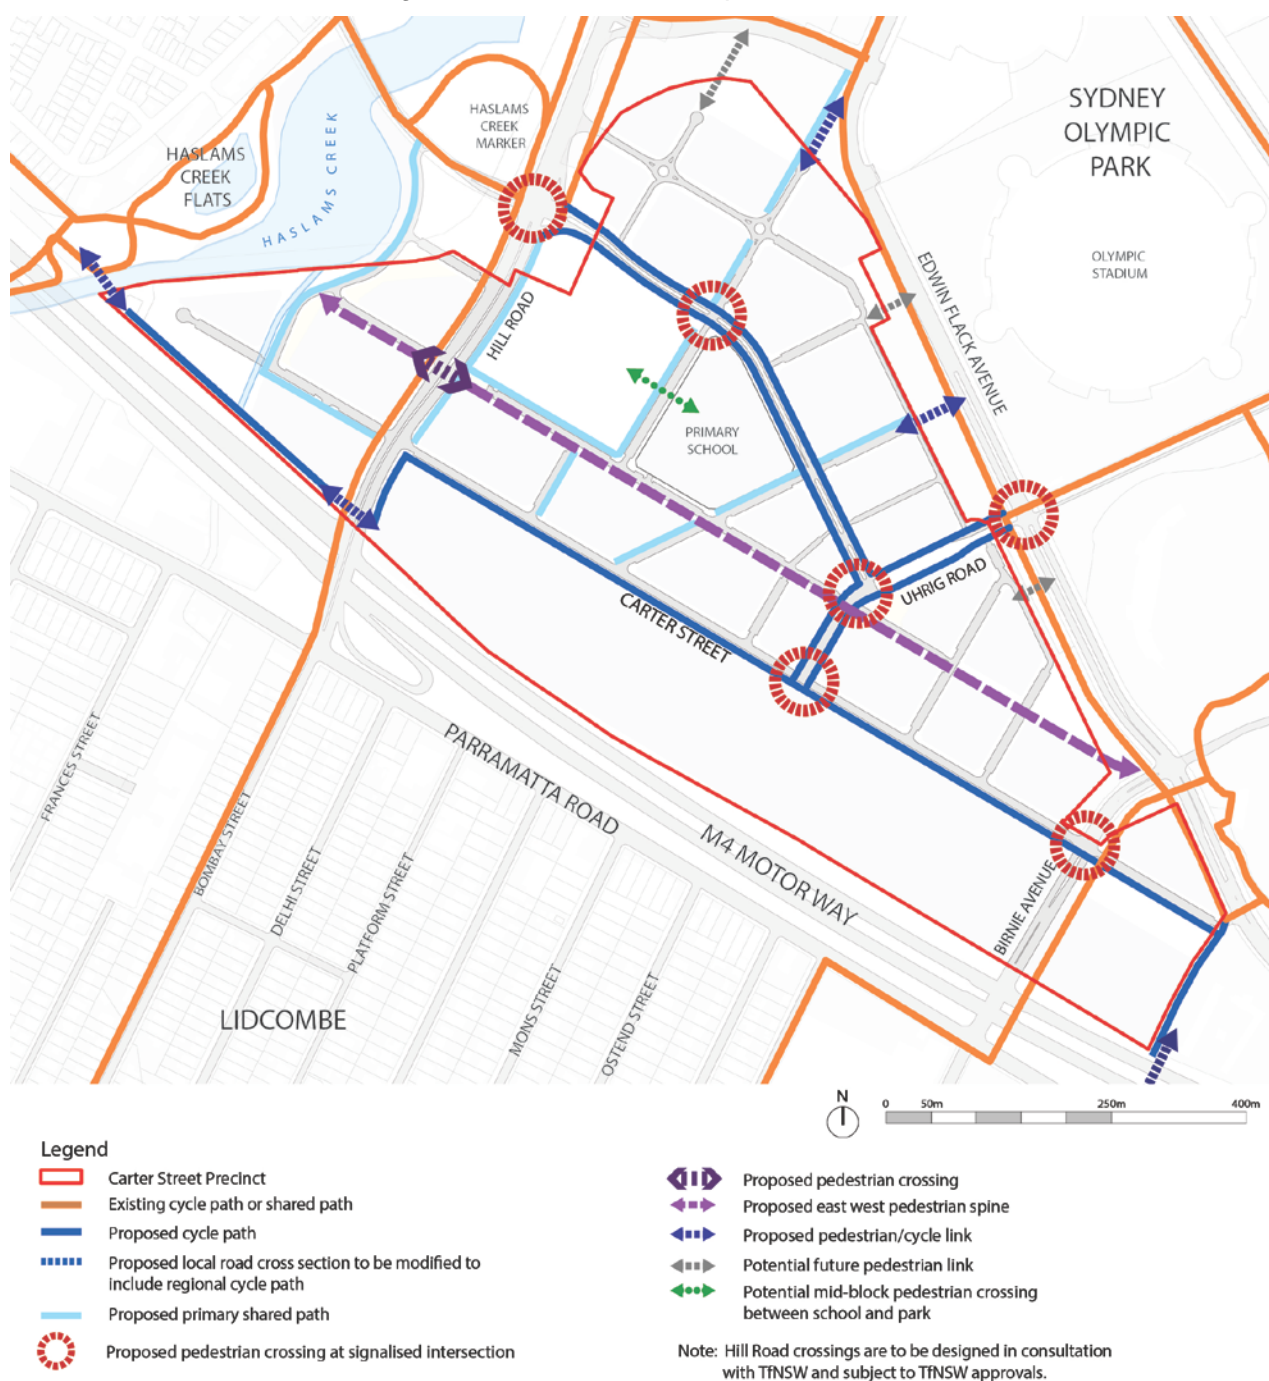 HASLAMS
CREEK
MARKER
SYDNEY
OLYMPIC
PARK
HASLAMS
CREEK
FLATS
HASLAMS CREEK
OLYMPIC
STADIUM
EDWIN FLACK AVENUE
HILL ROAD
PRIMARY
SCHOOL
UHRIG ROAD
CARTER STREET
PARRAMATTA ROAD
M4 MOTORWAY
FRANCES STREET
BOMBAY STREET
DELHI STREET
PLATFORM STREET
MONS STREET
OSTEND STREET
BIRNIE AVENUE
LIDCOMBE
N
0 50m 250m 400m
Legend
Carter Street Precinct
Existing cycle path or shared path
Proposed cycle path
Proposed local road cross section to be modified to
include regional cycle path
Proposed primary shared path
Proposed pedestrian crossing at signalised intersection
Proposed pedestrian crossing
Proposed east west pedestrian spine
Proposed pedestrian/cycle link
Potential future pedestrian link
Potential mid-block pedestrian crossing
between school and park
Note: Hill Road crossings are to be designed in consultation
with TfNSW and subject to TfNSW approvals.